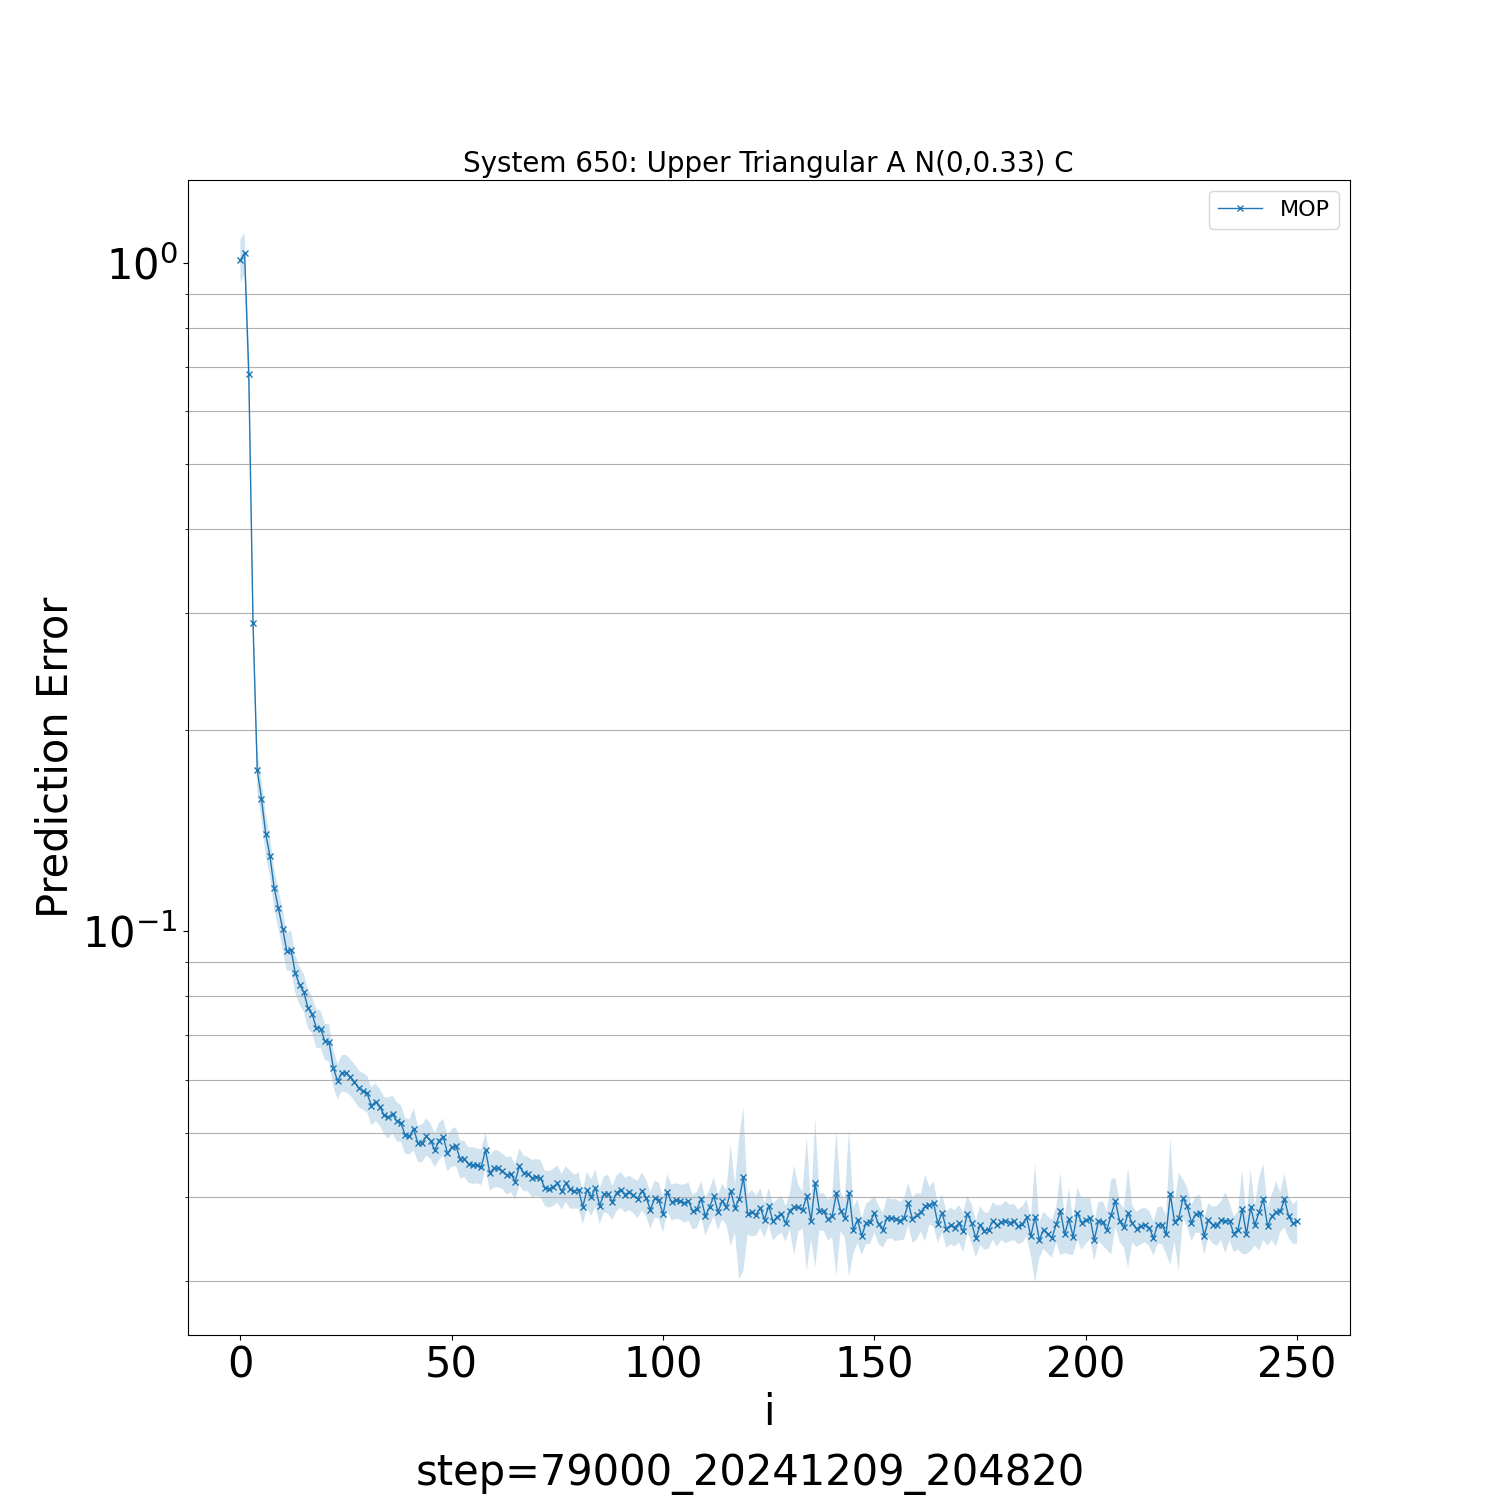 System 650: Upper Triangular A N(0,0.33) C
MOP
10⁰
10⁻¹
Prediction Error
0 50 100 150 200 250
i
step=79000_20241209_204820